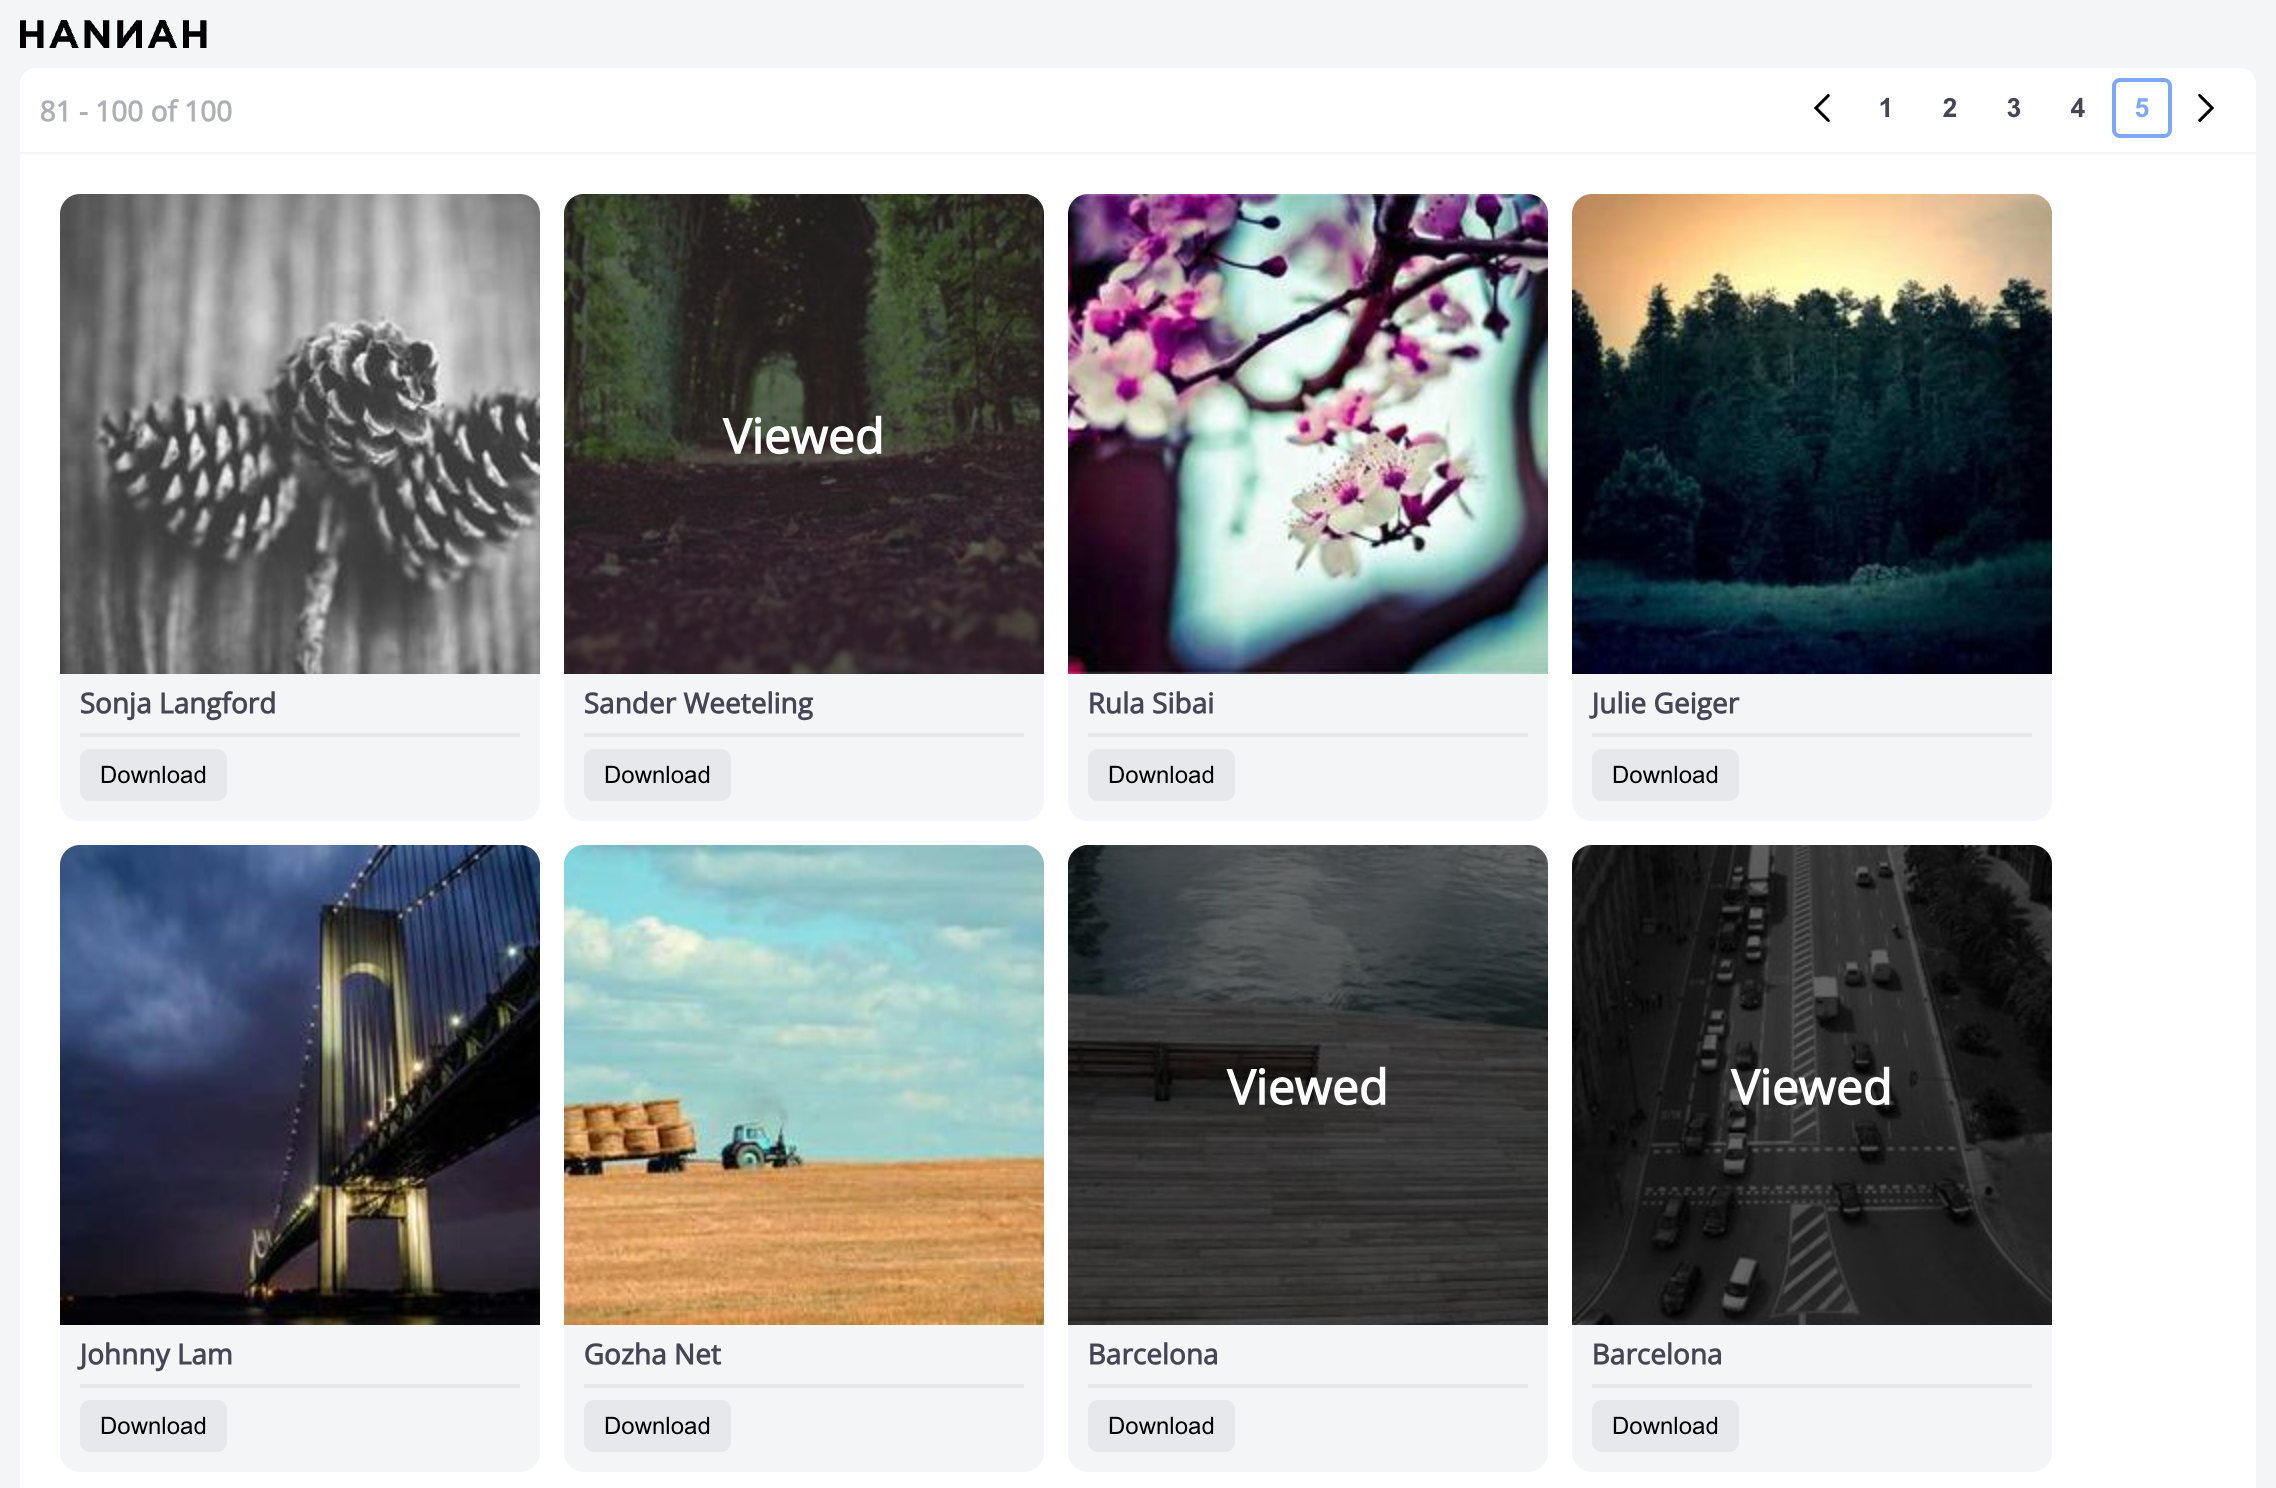 HANNAH
81 - 100 of 100
1 2 3 4 5
Viewed
Sonja Langford
Sander Weeteling
Rula Sibai
Julie Geiger
Download
Download
Download
Download
Viewed
Viewed
Johnny Lam
Gozha Net
Barcelona
Barcelona
Download
Download
Download
Download